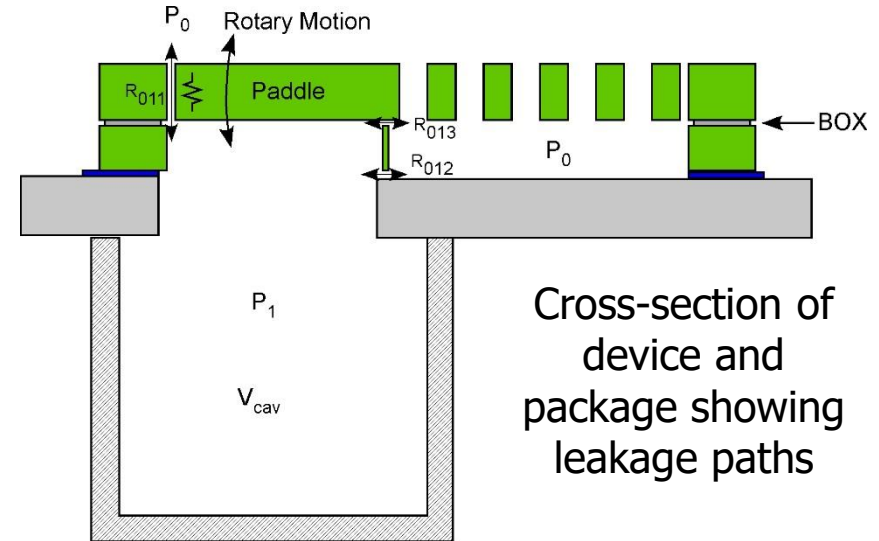 P0
Rotary Motion
R011
Paddle
R013
BOX
P0
R012
P1
Vcav
Cross-section of
device and
package showing
leakage paths